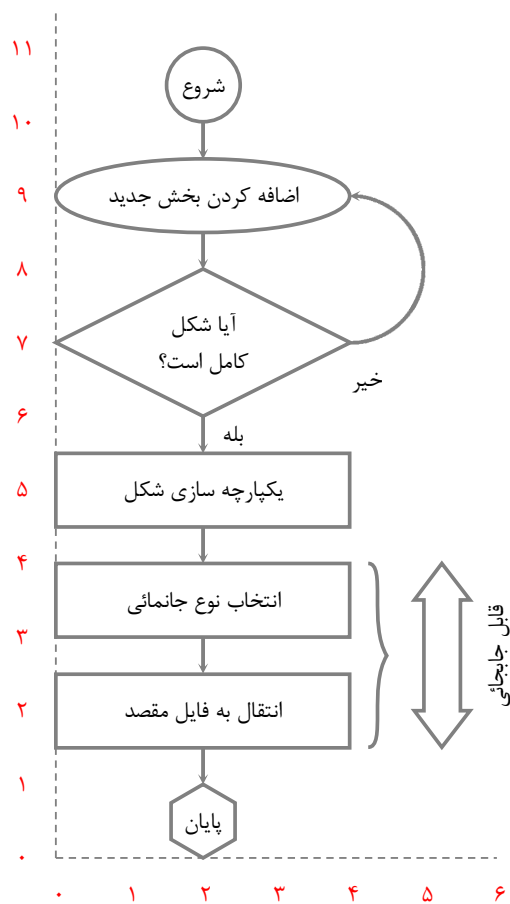 ۱۱
شروع
۱۰
اضافه کردن بخش جدید
۹
۸
آیا شکل
کامل است؟
۷
خیر
۶
بله
یکپارچه سازی شکل
۵
۴
انتخاب نوع جانمائی
قابل جابجائی
۳
انتقال به فایل مقصد
۲
۱
پایان
۰
۰ ۱ ۲ ۳ ۴ ۵ ۶